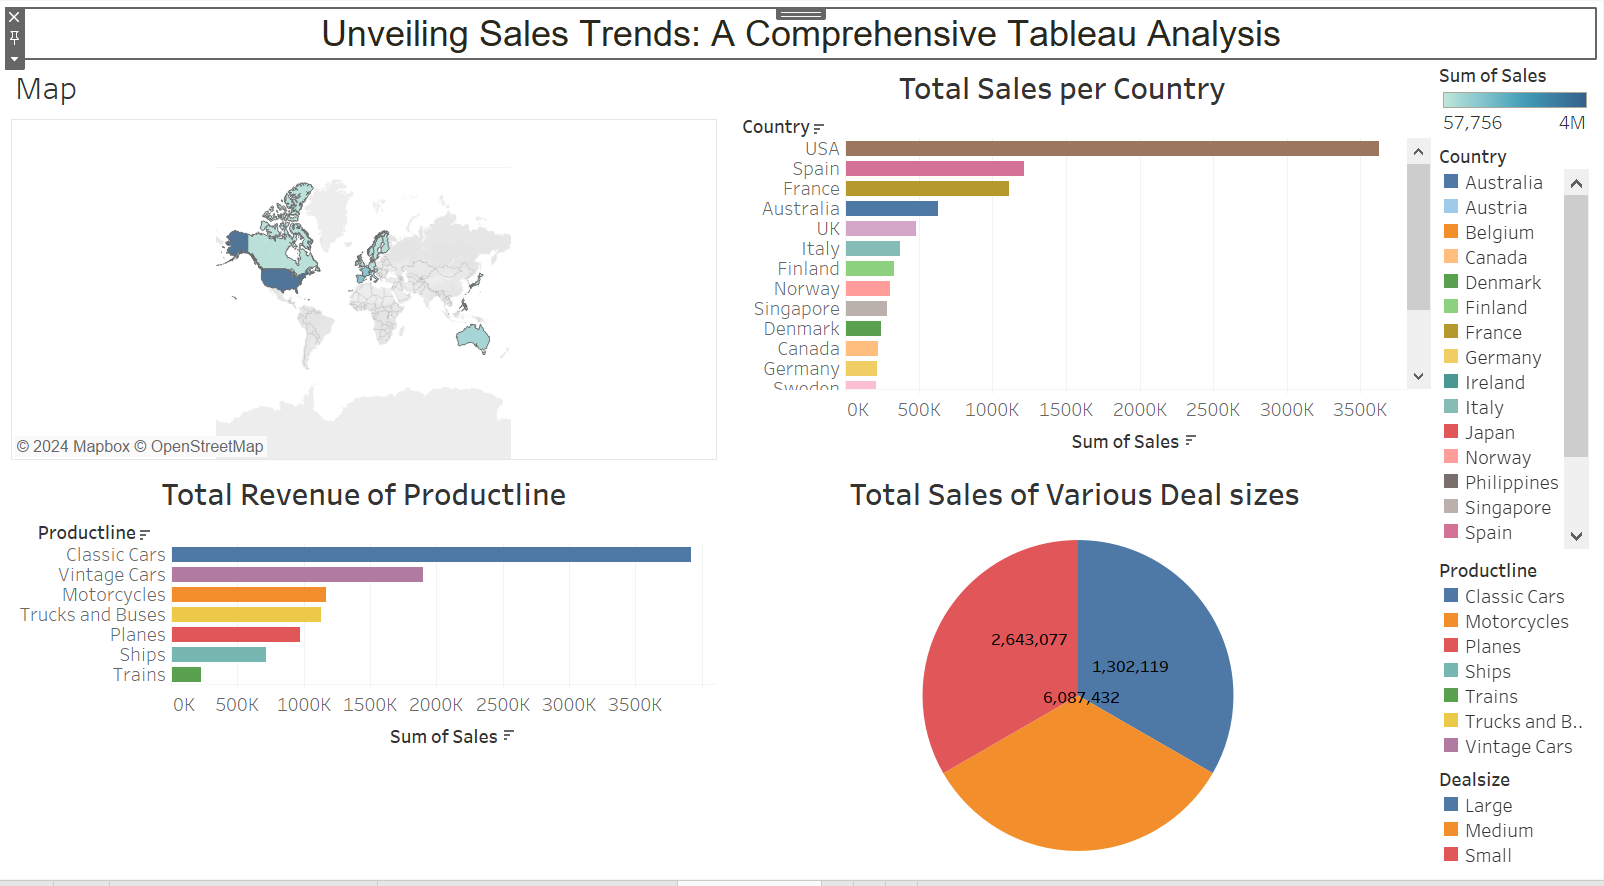 Unveiling Sales Trends: A Comprehensive Tableau Analysis
Map
© 2024 Mapbox © OpenStreetMap
Total Sales per Country
Country
USA
Spain
France
Australia
UK
Italy
Finland
Norway
Singapore
Denmark
Canada
Germany
Sweden
0K 500K 1000K 1500K 2000K 2500K 3000K 3500K
Sum of Sales
Total Revenue of Productline
Productline
Classic Cars
Vintage Cars
Motorcycles
Trucks and Buses
Planes
Ships
Trains
0K 500K 1000K 1500K 2000K 2500K 3000K 3500K
Sum of Sales
Total Sales of Various Deal sizes
2,643,077
1,302,119
6,087,432
Sum of Sales
57,756 4M
Country
Australia
Austria
Belgium
Canada
Denmark
Finland
France
Germany
Ireland
Italy
Japan
Norway
Philippines
Singapore
Spain
Productline
Classic Cars
Motorcycles
Planes
Ships
Trains
Trucks and B..
Vintage Cars
Dealsize
Large
Medium
Small